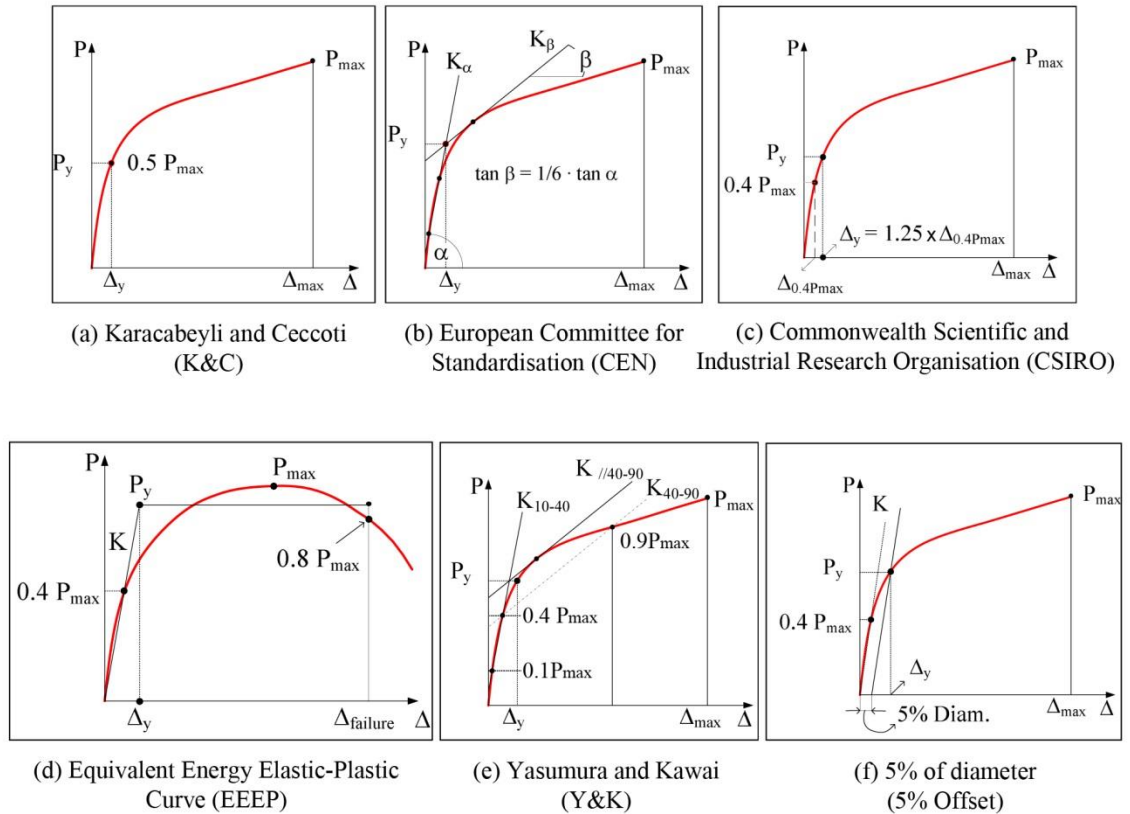 P
P_max
P_y
0.5 P_max
Δ_y
Δ_max
Δ
(a) Karacabeyli and Ceccoti
(K&C)
P
K_β
β
K_α
P_max
P_y
tan β = 1/6 · tan α
α
Δ_y
Δ_max
Δ
(b) European Committee for
Standardisation (CEN)
P
P_max
P_y
0.4 P_max
Δ_y = 1.25 x Δ_0.4Pmax
Δ_max
Δ
Δ_0.4Pmax
(c) Commonwealth Scientific and
Industrial Research Organisation (CSIRO)
P
P_max
P_y
K
0.8 P_max
0.4 P_max
Δ_y
Δ_failure
Δ
(d) Equivalent Energy Elastic-Plastic
Curve (EEEP)
P
K_//40-90
K_10-40
K_40-90
P_max
0.9P_max
P_y
0.4 P_max
0.1P_max
Δ_y
Δ_max
Δ
(e) Yasumura and Kawai
(Y&K)
P
K
P_max
P_y
0.4 P_max
Δ_y
Δ_max
Δ
5% Diam.
(f) 5% of diameter
(5% Offset)